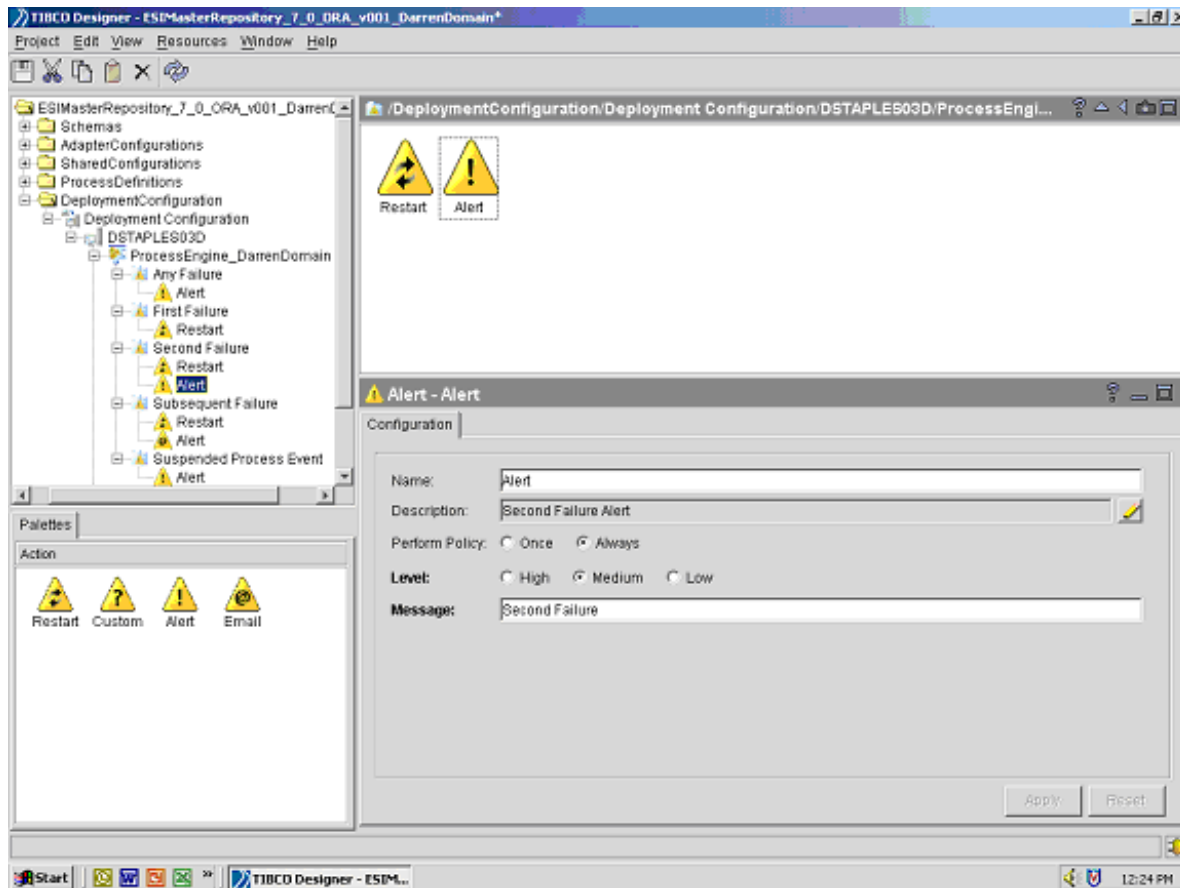 TIBCO Designer - ESIMasterRepository_7_0_ORA_v001_DarrenDomain*
Project Edit View Resources Window Help
ESIMasterRepository_7_0_ORA_v001_Darren
Schemas
AdapterConfigurations
SharedConfigurations
ProcessDefinitions
DeploymentConfiguration
Deployment Configuration
DSTAPLES03D
ProcessEngine_DarrenDomain
Any Failure
Alert
First Failure
Restart
Second Failure
Restart
Alert
Subsequent Failure
Restart
Alert
Suspended Process Event
Alert
Palettes
Action
Restart Custom Alert Email
/DeploymentConfiguration/Deployment Configuration/DSTAPLES03D/ProcessEngi...
Restart Alert
Alert - Alert
Configuration
Name: Alert
Description: Second Failure Alert
Perform Policy: Once Always
Level: High Medium Low
Message: Second Failure
Apply Reset
Start TIBCO Designer - ESIM... 12:24 PM